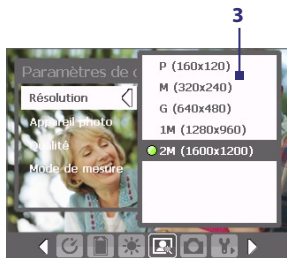 3
Paramètres de c
Résolution
Appareil photo
Qualité
Mode de mesure
P (160x120)
M (320x240)
G (640x480)
1M (1280x960)
2M (1600x1200)